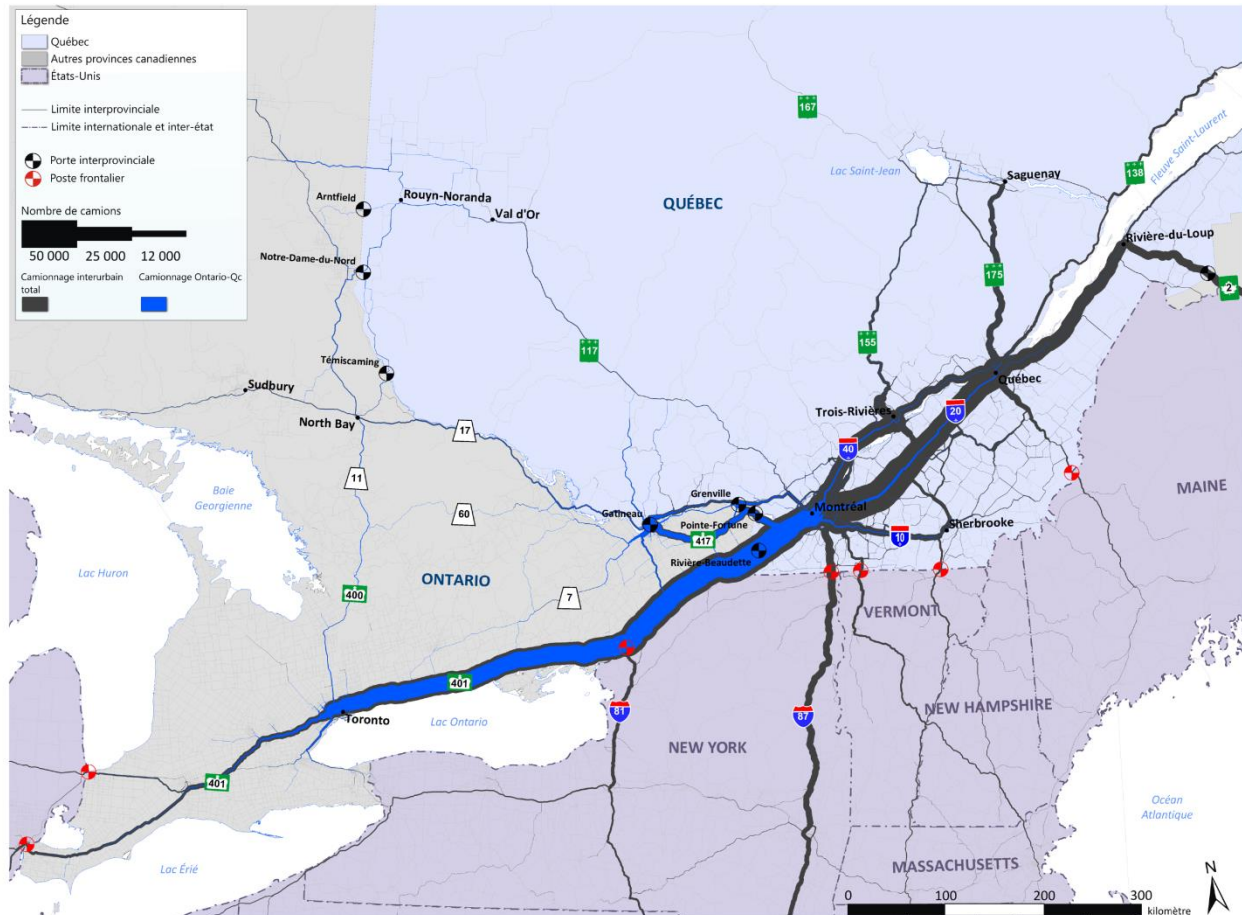 Légende
Québec
Autres provinces canadiennes
États-Unis
Limite interprovinciale
Limite internationale et inter-état
Porte interprovinciale
Poste frontalier
Nombre de camions
50 000 25 000 12 000
Camionnage interurbain
total
Camionnage Ontario-Qc
167
Lac Saint-Jean
Saguenay
138
Fleuve Saint-Laurent
Arntfield
Rouyn-Noranda
Val d'Or
QUÉBEC
Rivière-du-Loup
Notre-Dame-du-Nord
175
2
117
155
Témiscaming
Sudbury
Québec
North Bay
Trois-Rivières
20
17
40
11
Baie
Georgienne
60
Grenville
MAINE
Gatineau
Pointe-Fortune
Montréal
Sherbrooke
417
10
Rivière-Beaudette
Lac Huron
ONTARIO
400
7
VERMONT
401
Toronto
Lac Ontario
81
87
NEW HAMPSHIRE
NEW YORK
401
Océan
Atlantique
Lac Érié
MASSACHUSETTS
N
0 100 200 300
kilomètre